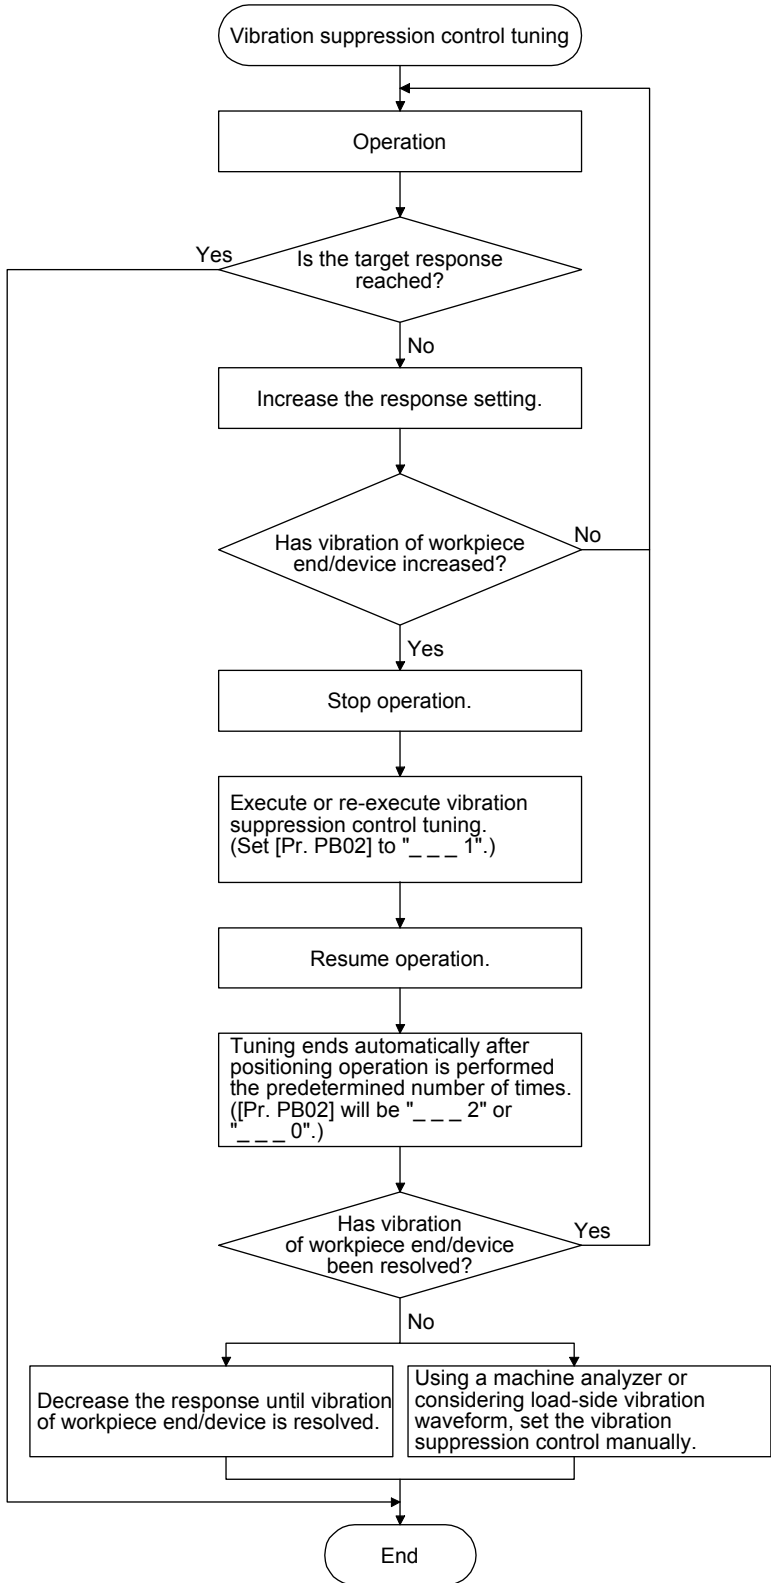 Vibration suppression control tuning
Operation
Yes
Is the target response
reached?
No
Increase the response setting.
Has vibration of workpiece
end/device increased?
No
Yes
Stop operation.
Execute or re-execute vibration
suppression control tuning.
(Set [Pr. PB02] to "_ _ _ 1".)
Resume operation.
Tuning ends automatically after
positioning operation is performed
the predetermined number of times.
([Pr. PB02] will be "_ _ _ 2" or
"_ _ _ 0".)
Has vibration
of workpiece end/device
been resolved?
Yes
No
Decrease the response until vibration
of workpiece end/device is resolved.
Using a machine analyzer or
considering load-side vibration
waveform, set the vibration
suppression control manually.
End